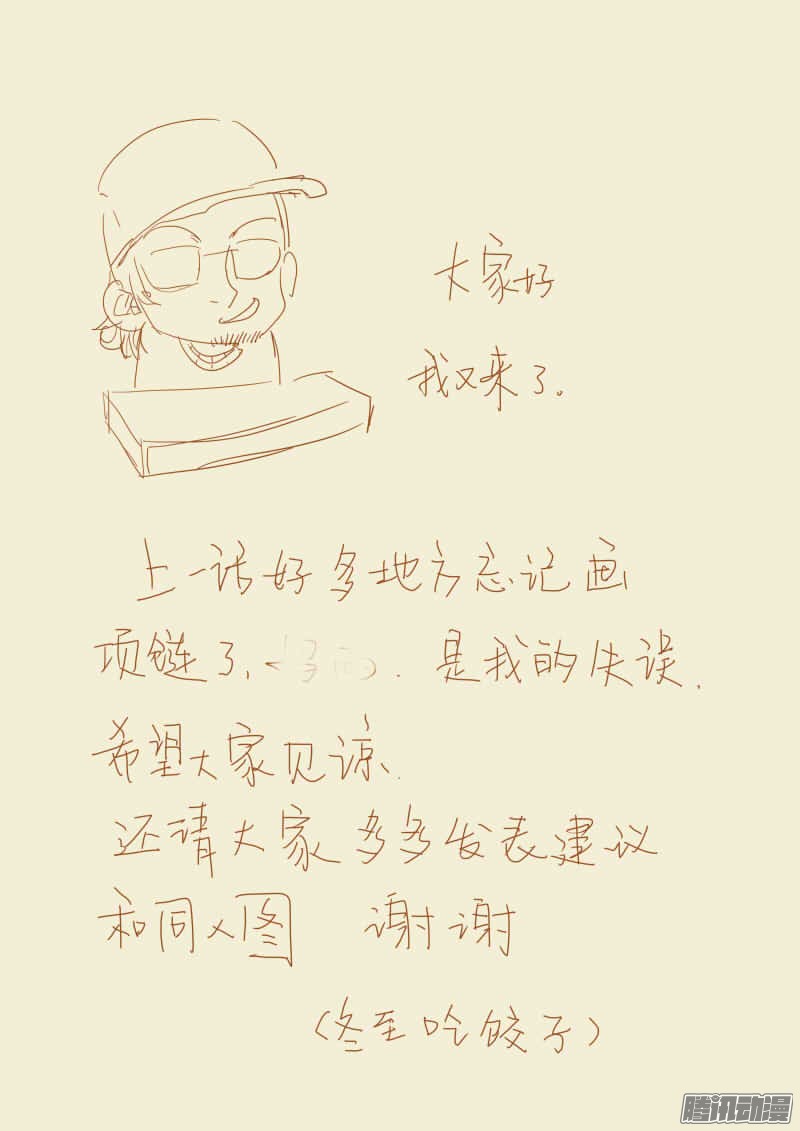 大家好
我又来了。
上一话好多地方忘记画
项链了, 是我的失误.
希望大家见谅.
还请大家多多发表建议
和同人图 谢谢
(冬至吃饺子)
腾讯动漫